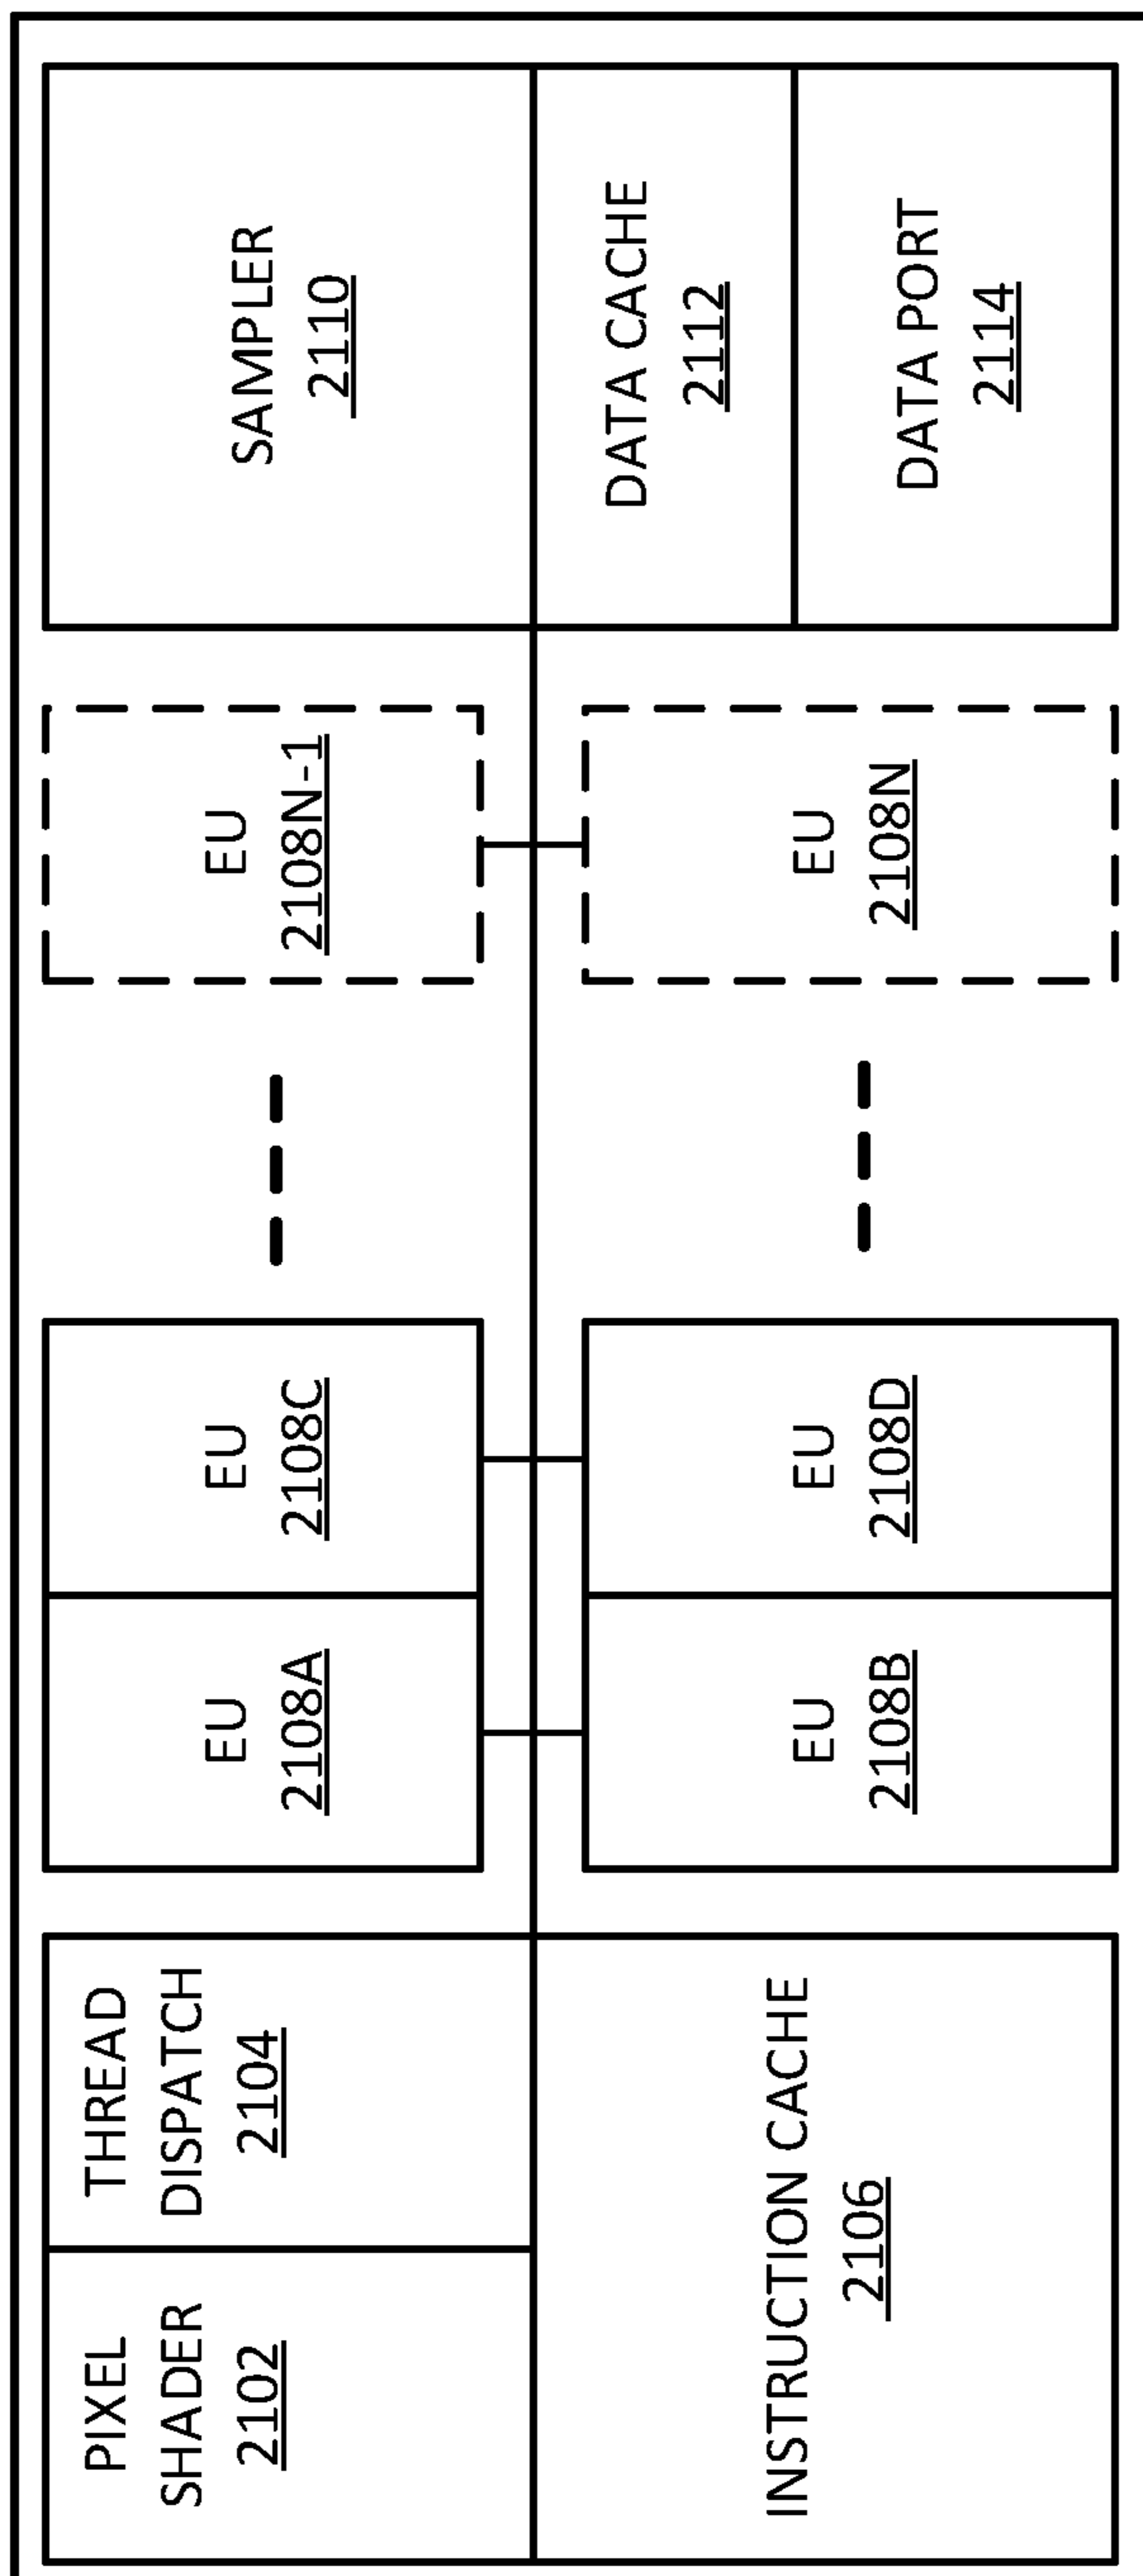 PIXEL
SHADER
2102
THREAD
DISPATCH
2104
INSTRUCTION CACHE
2106
EU
2108A
EU
2108C
EU
2108B
EU
2108D
EU
2108N-1
EU
2108N
SAMPLER
2110
DATA CACHE
2112
DATA PORT
2114